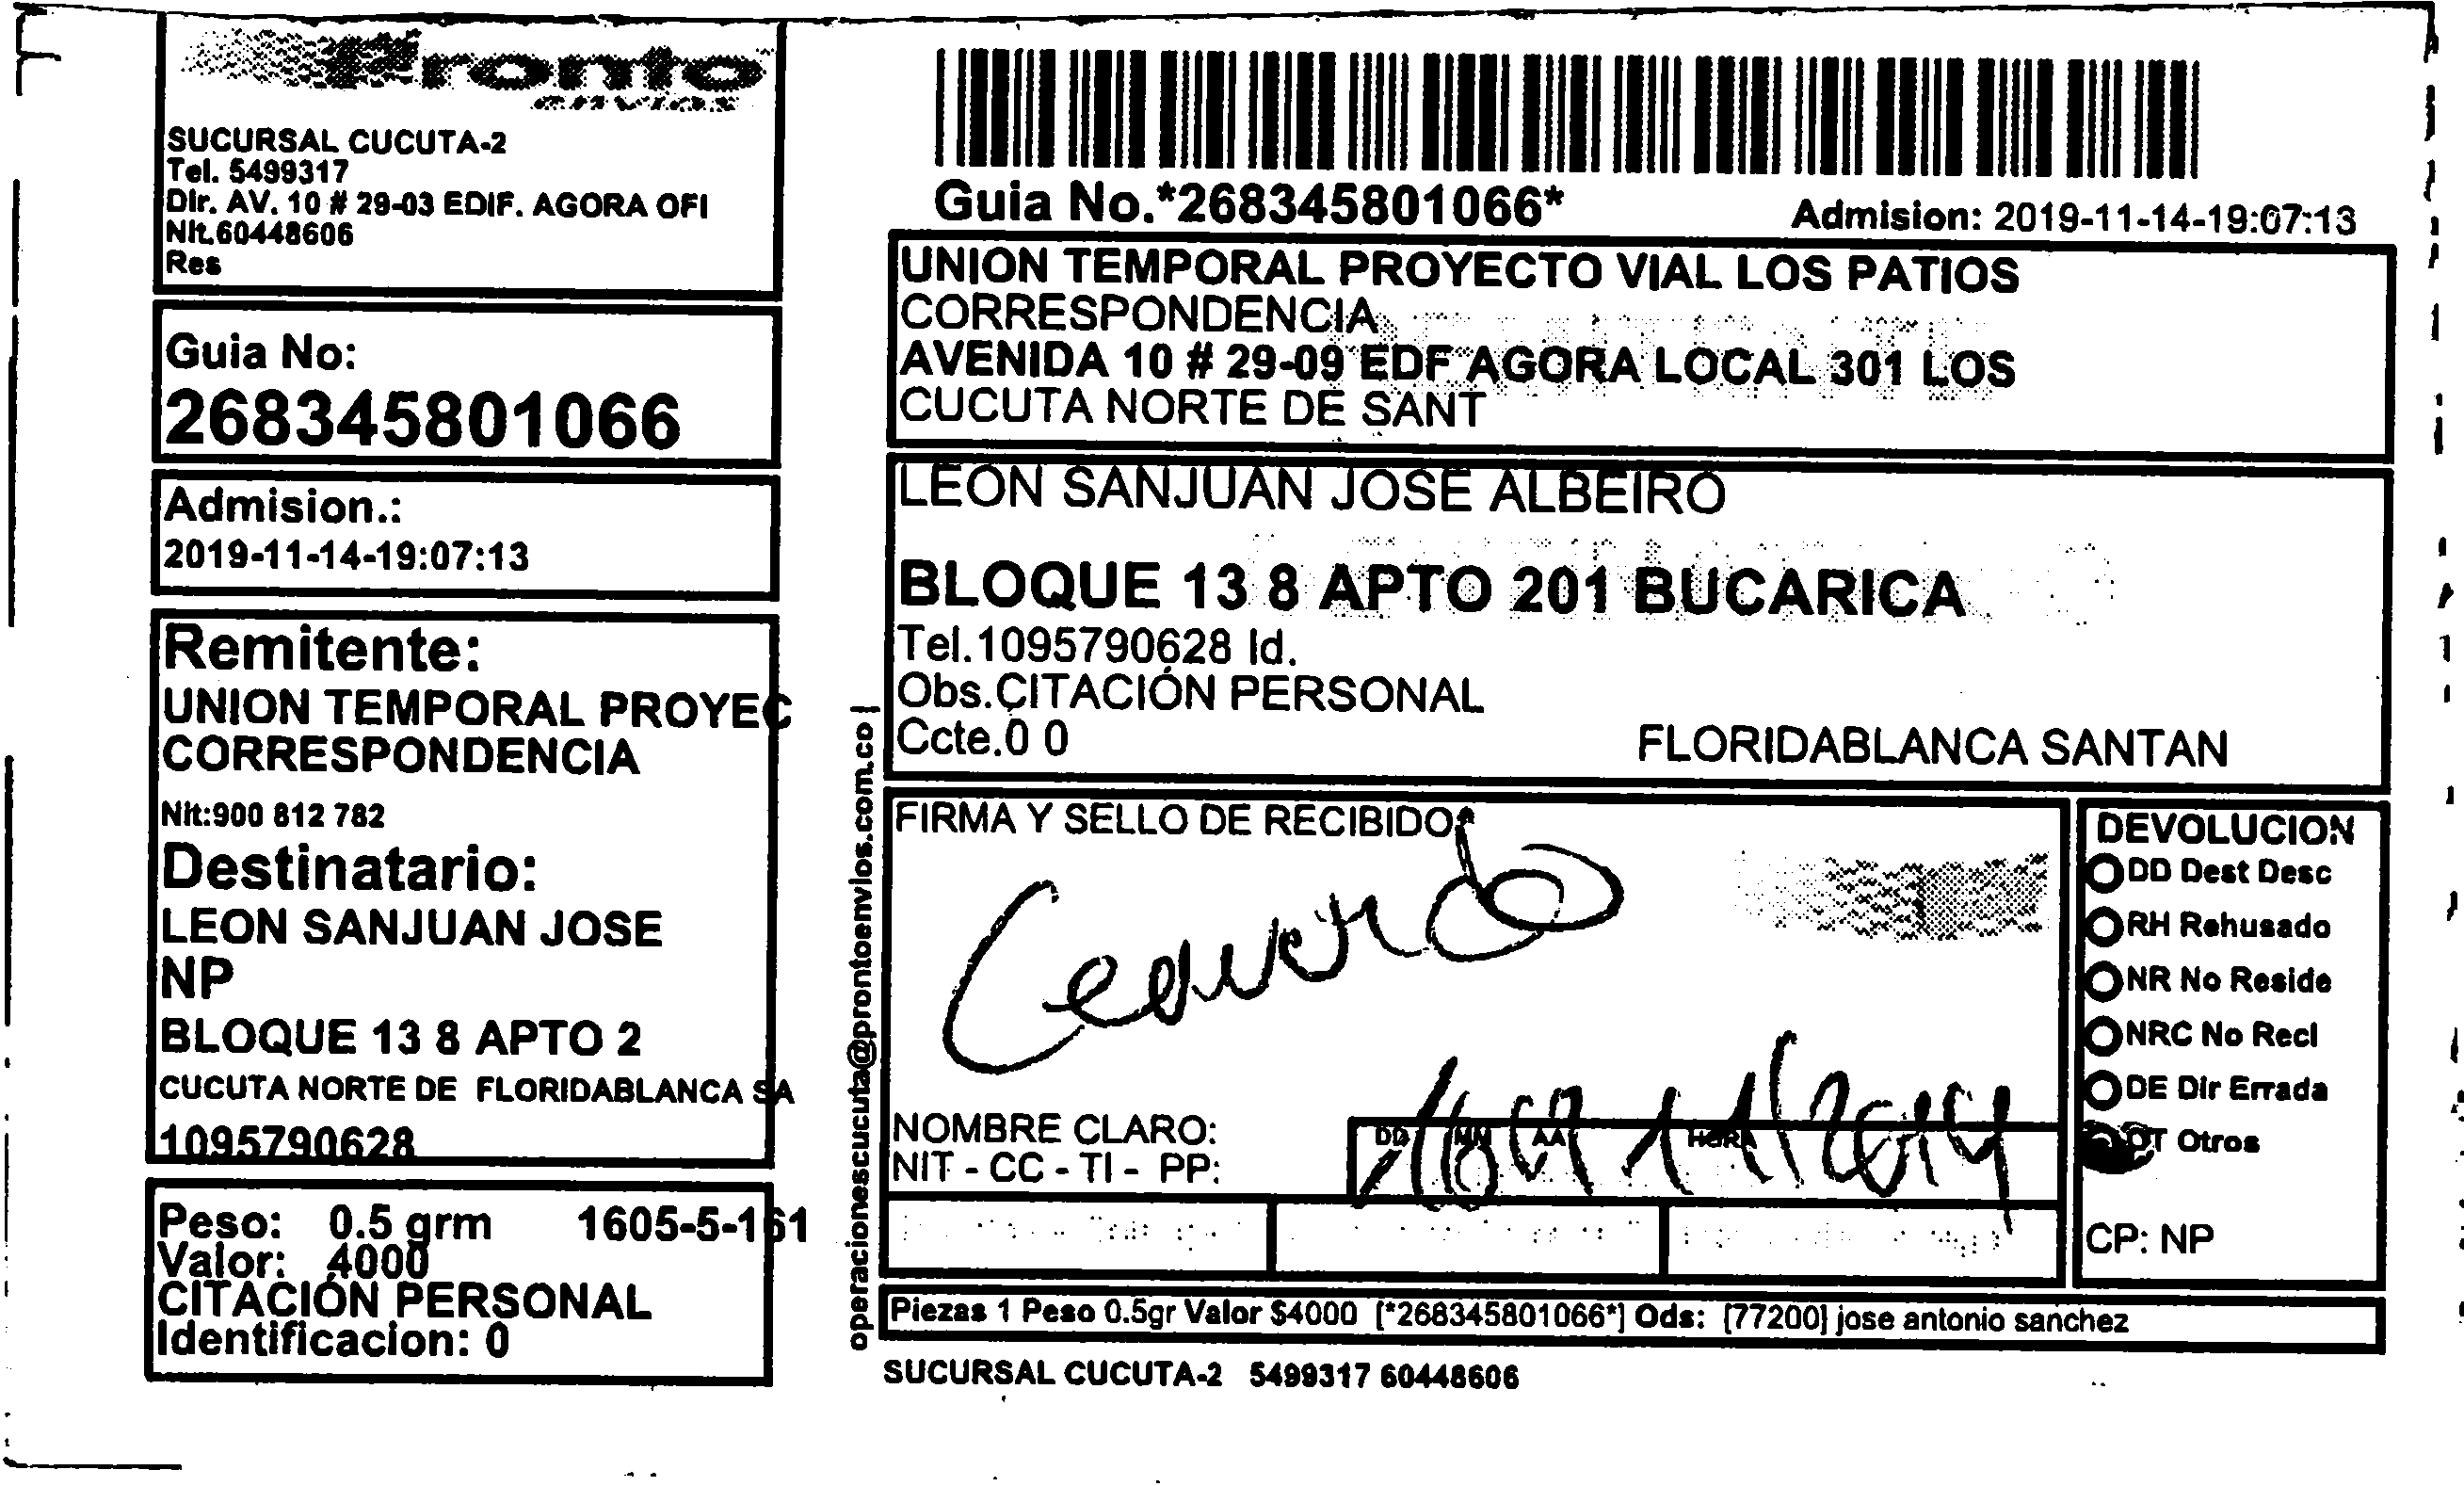 Pronto
envios
SUCURSAL CUCUTA-2
Tel. 5499317
Dir. AV. 10 # 29-03 EDIF. AGORA OFI
Nit.60448606
Res
Guia No:
268345801066
Admision.:
2019-11-14-19:07:13
Remitente:
UNION TEMPORAL PROYEC
CORRESPONDENCIA
Nit:900 812 782
Destinatario:
LEON SANJUAN JOSE
NP
BLOQUE 13 8 APTO 2
CUCUTA NORTE DE FLORIDABLANCA SA
1095790628
Peso: 0.5 grm 1605-5-161
Valor: 4000
CITACIÓN PERSONAL
Identificacion: 0
operacionescucuta@prontoenvios.com.co |
Guia No.*268345801066*
Admision: 2019-11-14-19:07:13
UNION TEMPORAL PROYECTO VIAL LOS PATIOS
CORRESPONDENCIA
AVENIDA 10 # 29-09 EDF AGORA LOCAL 301 LOS
CUCUTA NORTE DE SANT
LEON SANJUAN JOSE ALBEIRO
BLOQUE 13 8 APTO 201 BUCARICA
Tel.1095790628 Id.
Obs.CITACIÓN PERSONAL
Ccte.0 0
FLORIDABLANCA SANTAN
FIRMA Y SELLO DE RECIBIDO
NOMBRE CLARO:
NIT - CC - TI - PP:
DD MM AA HORA
DEVOLUCION
DD Dest Desc
RH Rehusado
NR No Reside
NRC No Recl
DE Dir Errada
OT Otros
CP: NP
Piezas 1 Peso 0.5gr Valor $4000 [*268345801066*] Ods: [77200] jose antonio sanchez
SUCURSAL CUCUTA-2 5499317 60448606